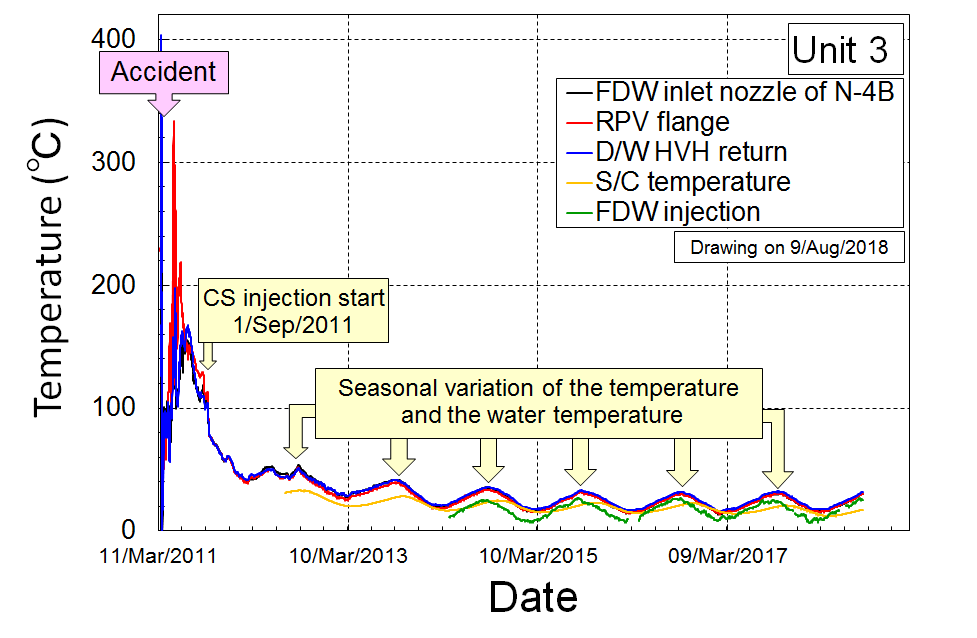 Unit 3
400
Accident
FDW inlet nozzle of N-4B
RPV flange
300
D/W HVH return
S/C temperature
FDW injection
Drawing on 9/Aug/2018
Temperature (°C)
200
CS injection start
1/Sep/2011
Seasonal variation of the temperature
and the water temperature
100
0
11/Mar/2011
10/Mar/2013
10/Mar/2015
09/Mar/2017
Date